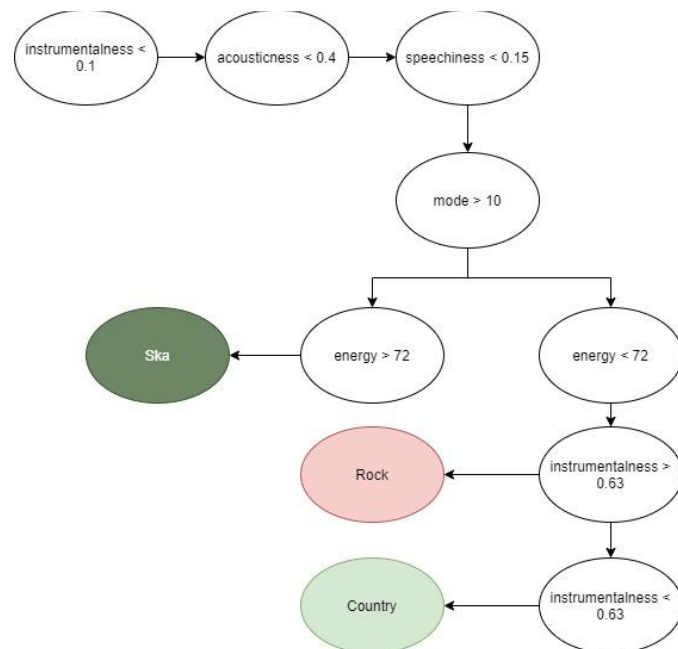 instrumentalness <
0.1
acousticness < 0.4
speechiness < 0.15
mode > 10
Ska
energy > 72
energy < 72
Rock
instrumentalness >
0.63
Country
instrumentalness <
0.63